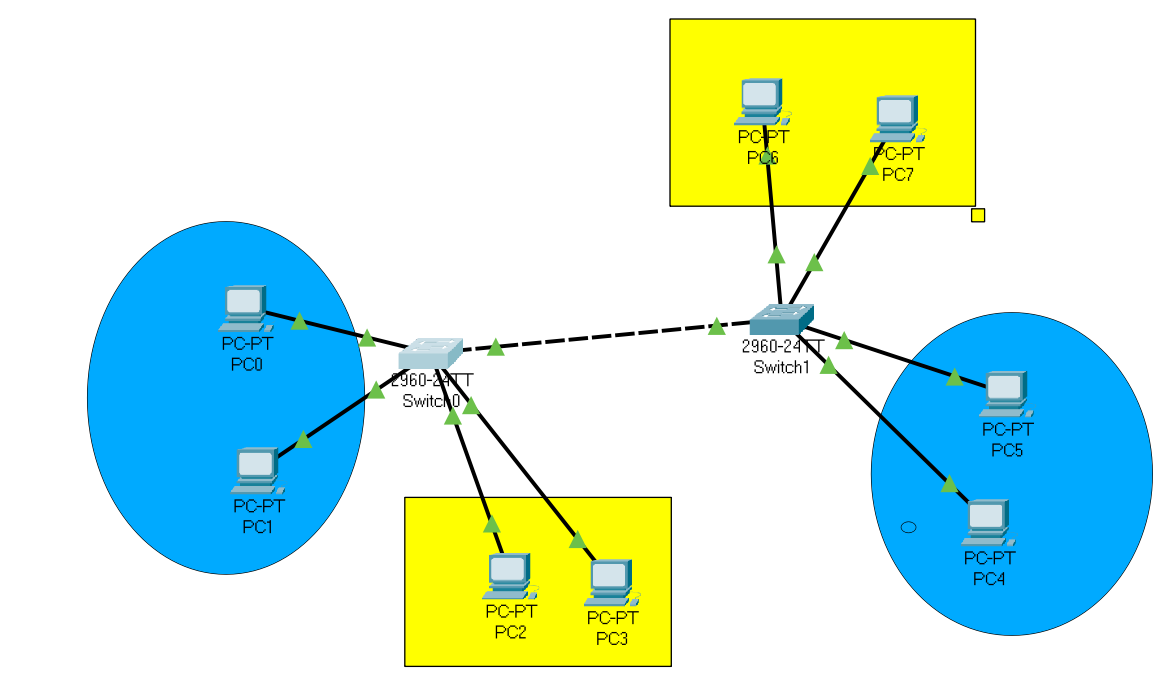 PC-PT
PC6
PC-PT
PC7
PC-PT
PC0
2960-24TT
Switch0
2960-24TT
Switch1
PC-PT
PC5
PC-PT
PC1
PC-PT
PC4
PC-PT
PC2
PC-PT
PC3